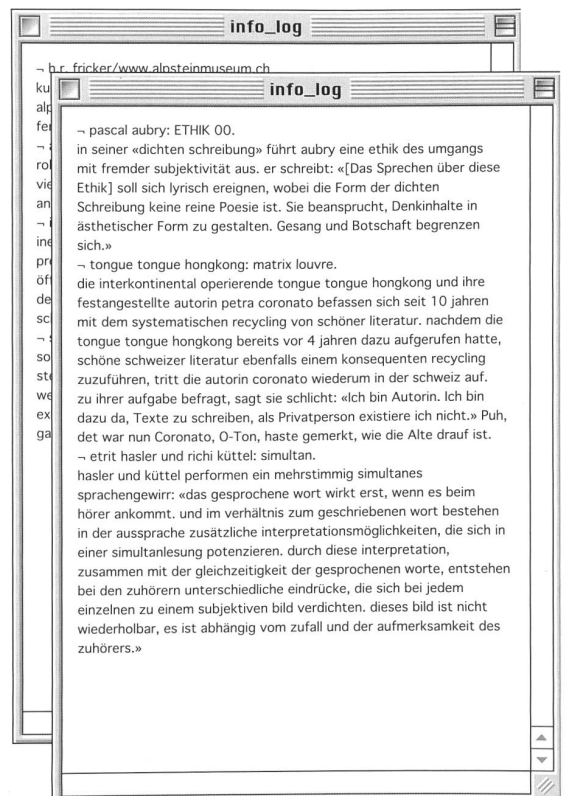 info_log
¬ h.r. fricker/www.alpsteinmuseum.ch
info_log
¬ pascal aubry: ETHIK 00.
in seiner «dichten schreibung» führt aubry eine ethik des umgangs
mit fremder subjektivität aus. er schreibt: «[Das Sprechen über diese
Ethik] soll sich lyrisch ereignen, wobei die Form der dichten
Schreibung keine reine Poesie ist. Sie beansprucht, Denkinhalte in
ästhetischer Form zu gestalten. Gesang und Botschaft begrenzen
sich.»
¬ tongue tongue hongkong: matrix louvre.
die interkontinental operierende tongue tongue hongkong und ihre
festangestellte autorin petra coronato befassen sich seit 10 jahren
mit dem systematischen recycling von schöner literatur. nachdem die
tongue tongue hongkong bereits vor 4 jahren dazu aufgerufen hatte,
schöne schweizer literatur ebenfalls einem konsequenten recycling
zuzuführen, tritt die autorin coronato wiederum in der schweiz auf.
zu ihrer aufgabe befragt, sagt sie schlicht: «Ich bin Autorin. Ich bin
dazu da, Texte zu schreiben, als Privatperson existiere ich nicht.» Puh,
det war nun Coronato, O-Ton, haste gemerkt, wie die Alte drauf ist.
¬ etrit hasler und richi küttel: simultan.
hasler und küttel performen ein mehrstimmig simultanes
sprachengewirr: «das gesprochene wort wirkt erst, wenn es beim
hörer ankommt. und im verhältnis zum geschriebenen wort bestehen
in der aussprache zusätzliche interpretationsmöglichkeiten, die sich in
einer simultanlesung potenzieren. durch diese interpretation,
zusammen mit der gleichzeitigkeit der gesprochenen worte, entstehen
bei den zuhörern unterschiedliche eindrücke, die sich bei jedem
einzelnen zu einem subjektiven bild verdichten. dieses bild ist nicht
wiederholbar, es ist abhängig vom zufall und der aufmerksamkeit des
zuhörers.»